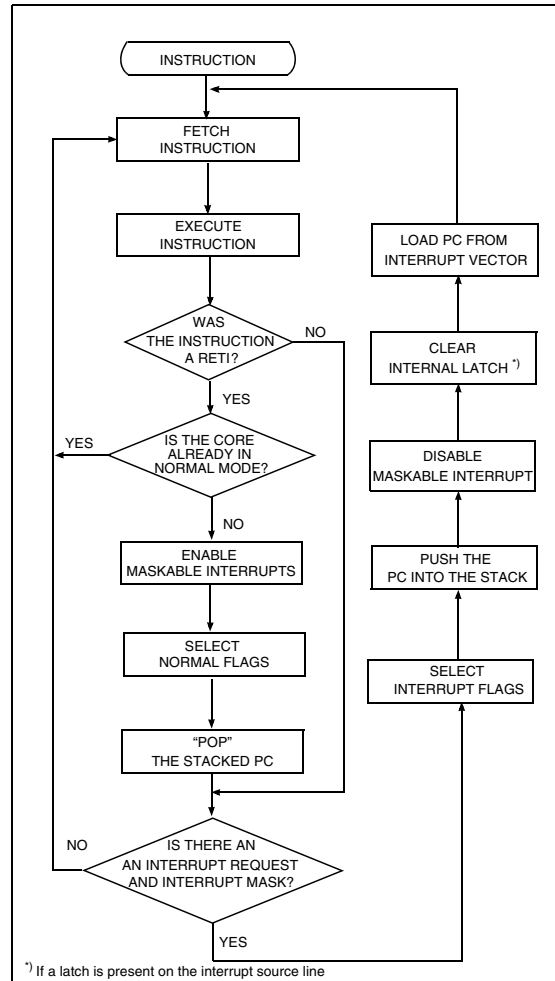 INSTRUCTION
FETCH
INSTRUCTION
EXECUTE
INSTRUCTION
WAS
THE INSTRUCTION
A RETI?
NO
YES
IS THE CORE
ALREADY IN
NORMAL MODE?
YES
NO
ENABLE
MASKABLE INTERRUPTS
SELECT
NORMAL FLAGS
“POP”
THE STACKED PC
IS THERE AN
AN INTERRUPT REQUEST
AND INTERRUPT MASK?
NO
YES
SELECT
INTERRUPT FLAGS
PUSH THE
PC INTO THE STACK
DISABLE
MASKABLE INTERRUPT
CLEAR
INTERNAL LATCH *)
LOAD PC FROM
INTERRUPT VECTOR
*) If a latch is present on the interrupt source line